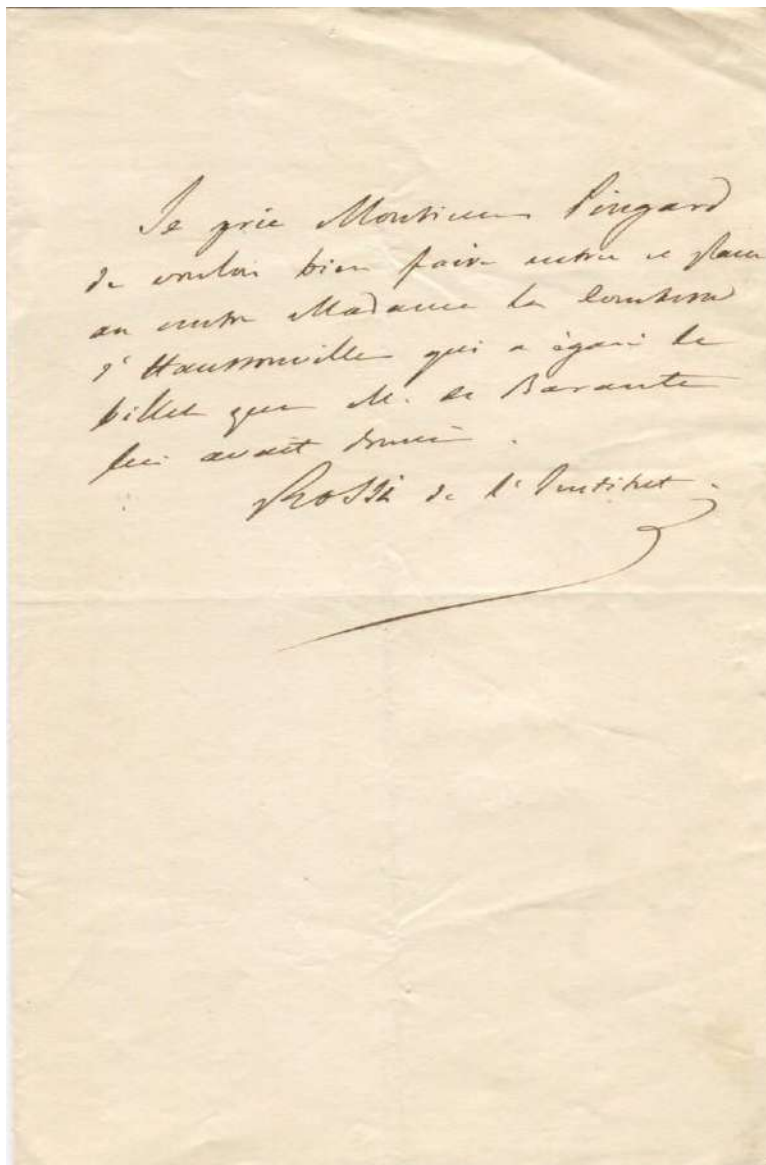 Je prie Monsieur Pingard
de vouloir bien faire entrer et placer
au centre Madame la Comtesse
d'Haussonville qui a égaré le
billet que M. de Barante
lui avait donné.
Rossi de l'Institut.